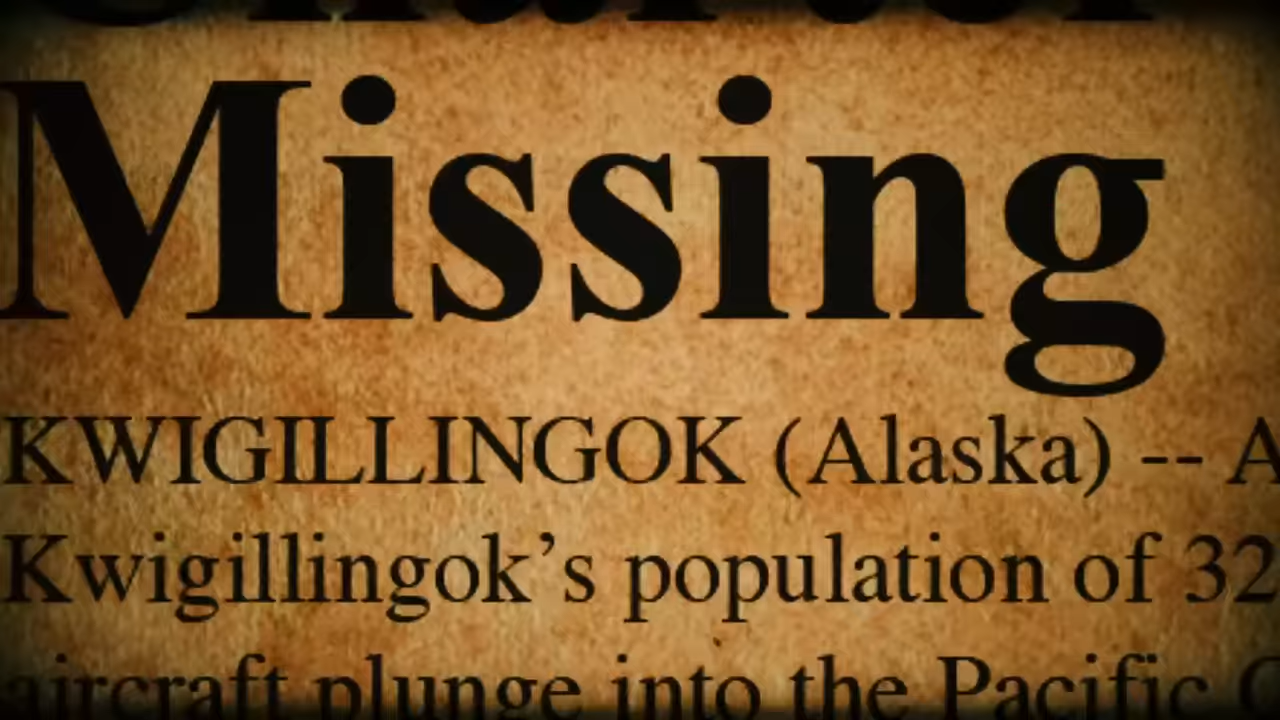 Missing
KWIGILLINGOK (Alaska) -- A
Kwigillingok’s population of 32
aircraft plunge into the Pacific